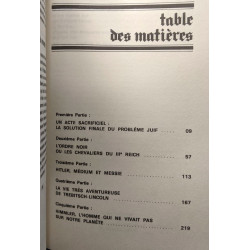 table
des matières
Première Partie :
UN ACTE SACRIFICIEL :
LA SOLUTION FINALE DU PROBLÈME JUIF
09
Deuxième Partie :
L'ORDRE NOIR
OU LES CHEVALIERS DU IIIe REICH
57
Troisième Partie :
HITLER, MÉDIUM ET MESSIE
113
Quatrième Partie :
LA VIE TRÈS AVENTUREUSE
DE TREBITSCH-LINCOLN
187
Cinquième Partie :
HIMMLER, L'HOMME QUI NE VIVAIT PAS
SUR NOTRE PLANÈTE
219